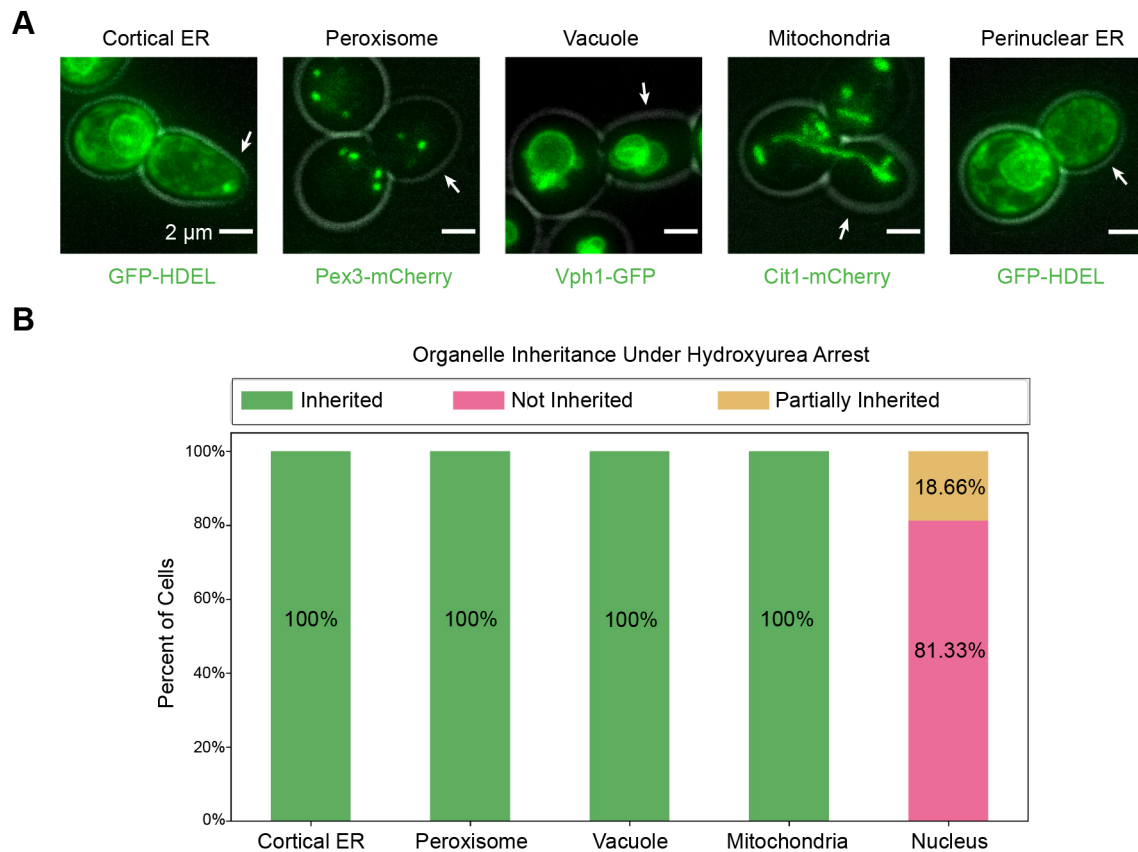 A
Cortical ER Peroxisome Vacuole Mitochondria Perinuclear ER
2 μm
GFP-HDEL Pex3-mCherry Vph1-GFP Cit1-mCherry GFP-HDEL
B
Organelle Inheritance Under Hydroxyurea Arrest
Inherited Not Inherited Partially Inherited
Percent of Cells
100%
80%
60%
40%
20%
0%
100% 100% 100% 100%
18.66%
81.33%
Cortical ER Peroxisome Vacuole Mitochondria Nucleus